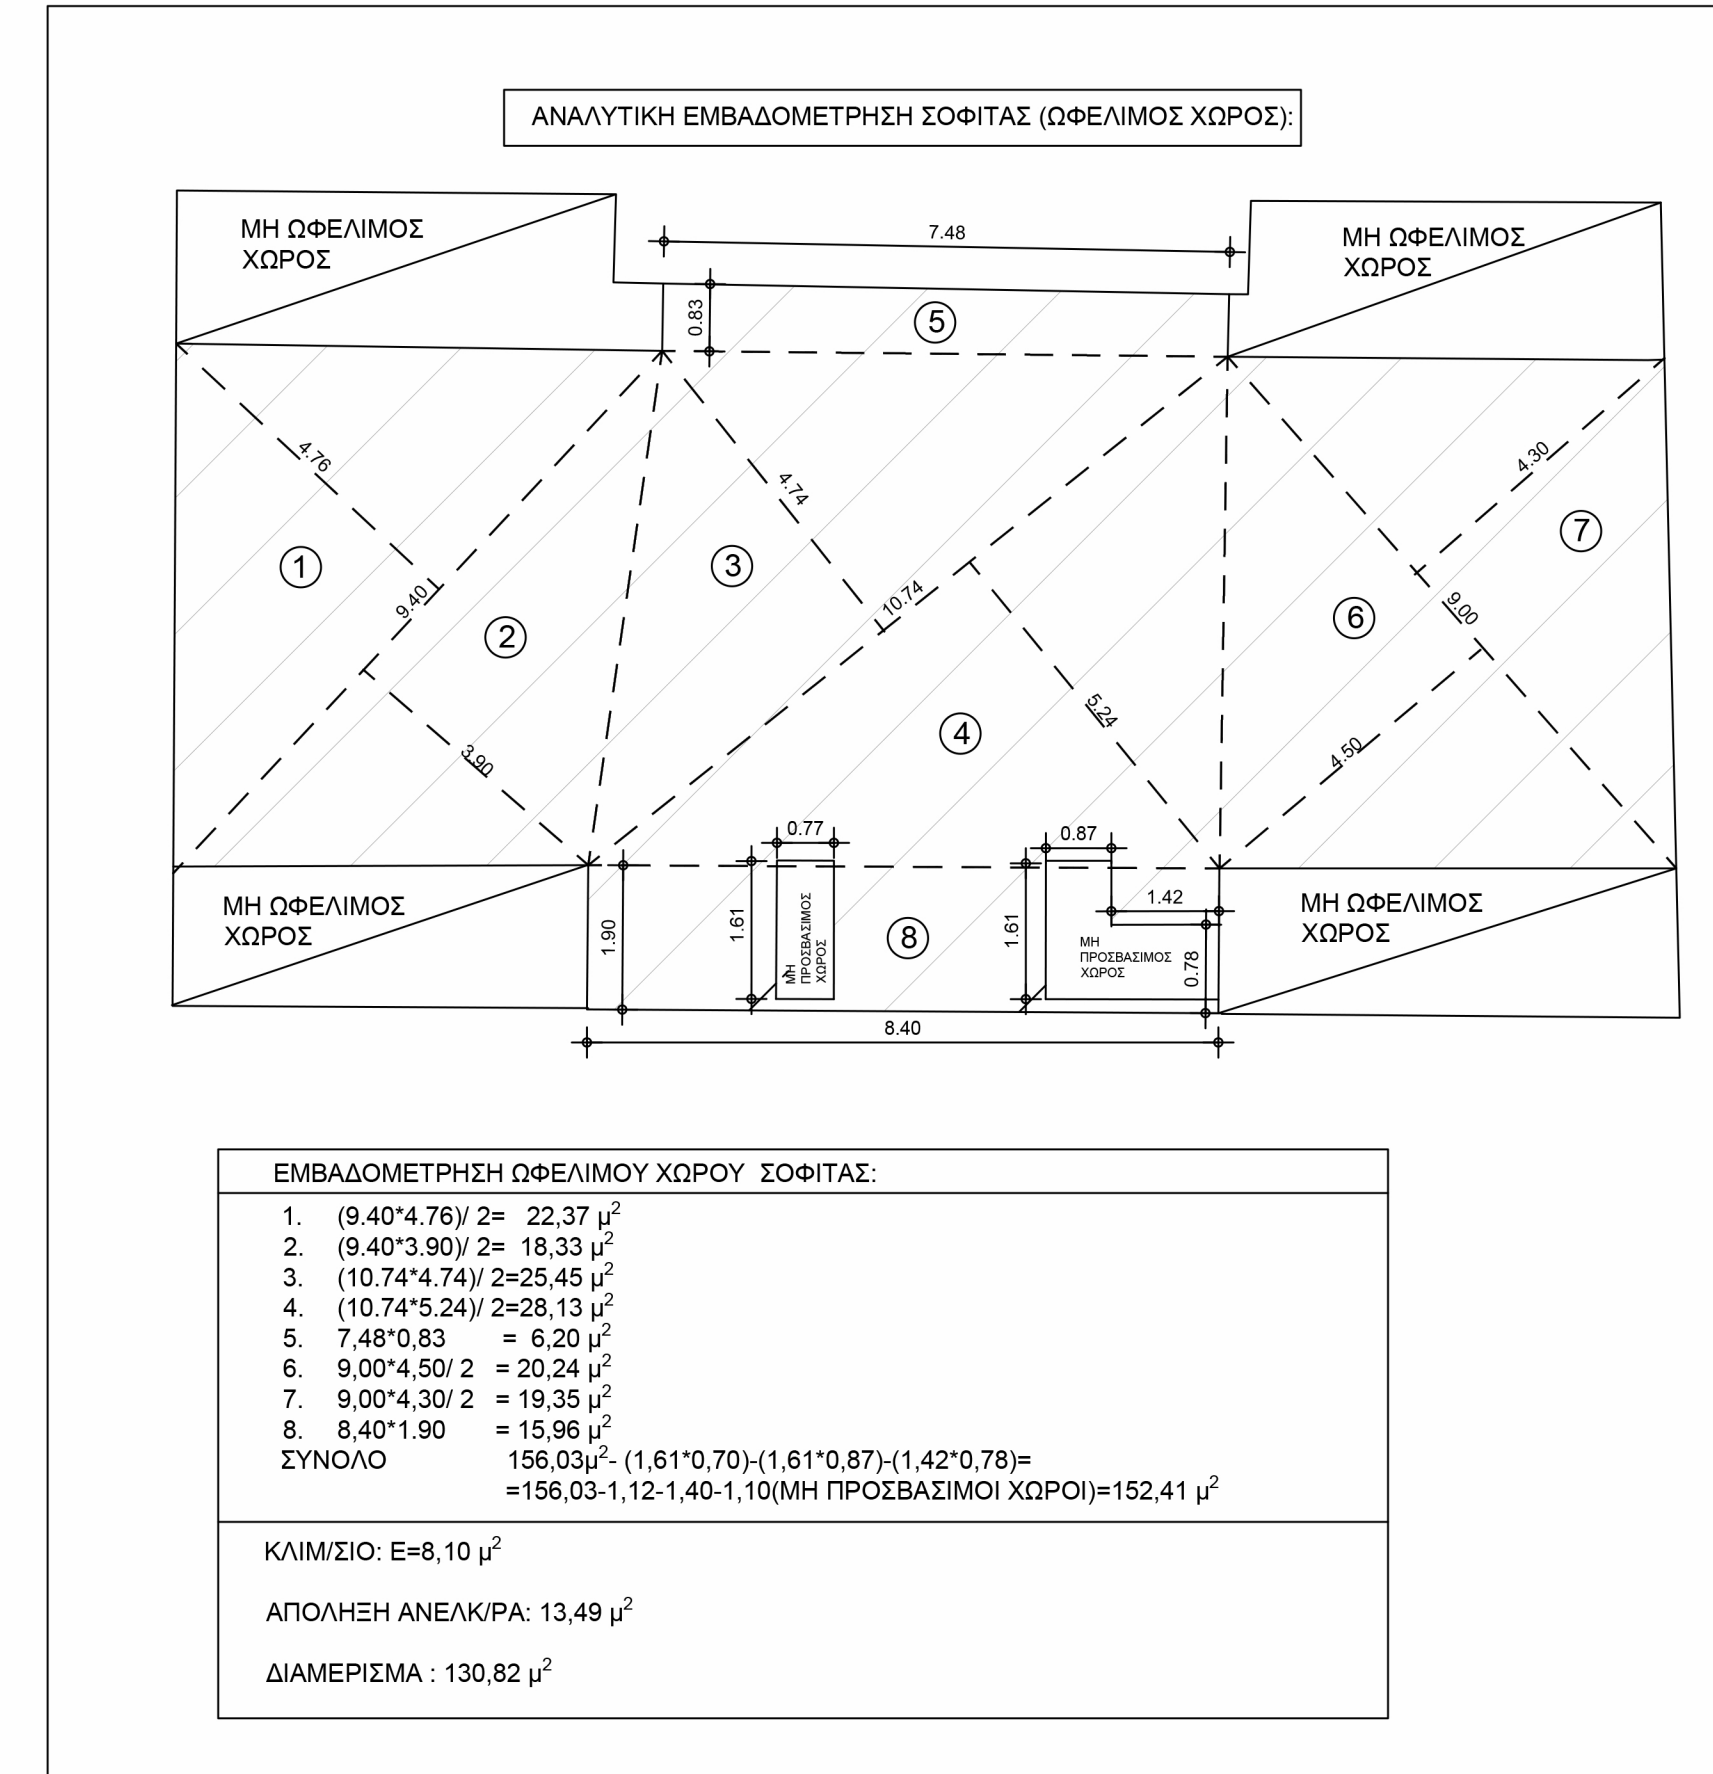 ΑΝΑΛΥΤΙΚΗ ΕΜΒΑΔΟΜΕΤΡΗΣΗ ΣΟΦΙΤΑΣ (ΩΦΕΛΙΜΟΣ ΧΩΡΟΣ):
ΜΗ ΩΦΕΛΙΜΟΣ
ΧΩΡΟΣ
7.48
ΜΗ ΩΦΕΛΙΜΟΣ
ΧΩΡΟΣ
0.83
5
4.76
4.74
4.30
1
9.40
2
3
10.74
7
6
9.00
3.90
4
5.24
4.50
0.77
0.87
1.42
ΜΗ ΩΦΕΛΙΜΟΣ
ΧΩΡΟΣ
1.90
1.61
ΜΗ
ΠΡΟΣΒΑΣΙΜΟΣ
ΧΩΡΟΣ
8
1.61
ΜΗ
ΠΡΟΣΒΑΣΙΜΟΣ
ΧΩΡΟΣ
0.78
ΜΗ ΩΦΕΛΙΜΟΣ
ΧΩΡΟΣ
8.40
ΕΜΒΑΔΟΜΕΤΡΗΣΗ ΩΦΕΛΙΜΟΥ ΧΩΡΟΥ ΣΟΦΙΤΑΣ:
1. (9.40*4.76)/ 2= 22,37 μ²
2. (9.40*3.90)/ 2= 18,33 μ²
3. (10.74*4.74)/ 2=25,45 μ²
4. (10.74*5.24)/ 2=28,13 μ²
5. 7,48*0,83 = 6,20 μ²
6. 9,00*4,50/ 2 = 20,24 μ²
7. 9,00*4,30/ 2 = 19,35 μ²
8. 8,40*1.90 = 15,96 μ²
ΣΥΝΟΛΟ 156,03μ²- (1,61*0,70)-(1,61*0,87)-(1,42*0,78)=
=156,03-1,12-1,40-1,10(ΜΗ ΠΡΟΣΒΑΣΙΜΟΙ ΧΩΡΟΙ)=152,41 μ²
ΚΛΙΜ/ΣΙΟ: Ε=8,10 μ²
ΑΠΟΛΗΞΗ ΑΝΕΛΚ/ΡΑ: 13,49 μ²
ΔΙΑΜΕΡΙΣΜΑ : 130,82 μ²